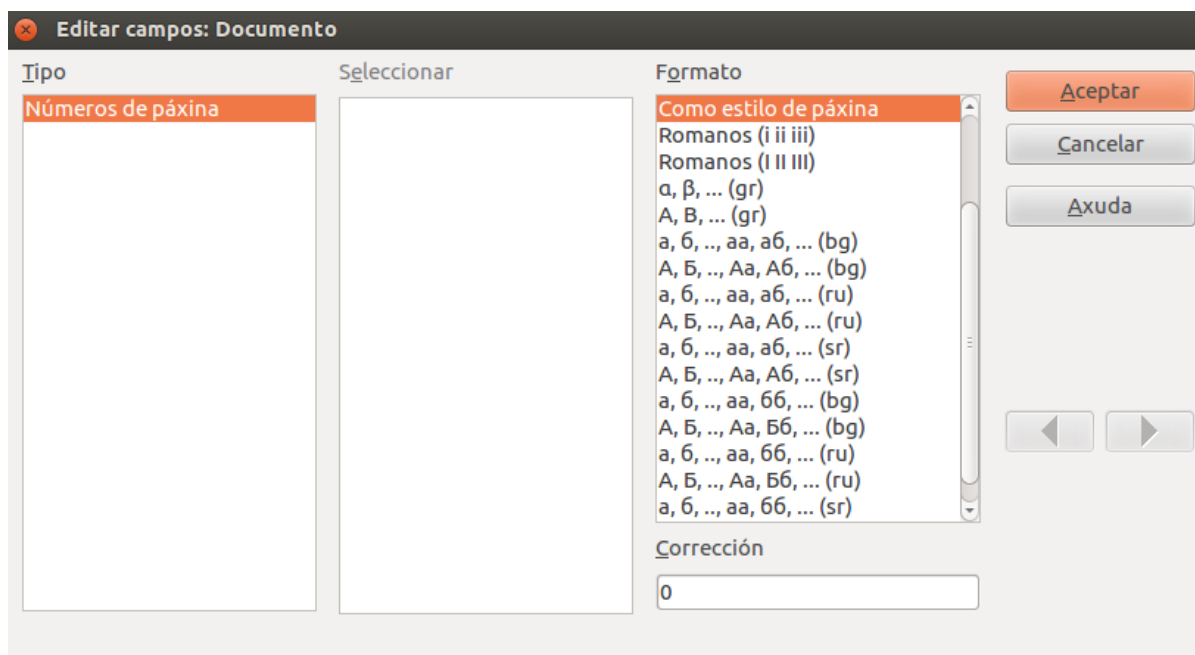 Editar campos: Documento
Tipo
Números de páxina
Seleccionar
Formato
Como estilo de páxina
Romanos (i ii iii)
Romanos (I II III)
α, β, ... (gr)
Α, Β, ... (gr)
а, б, .., аа, аб, ... (bg)
А, Б, .., Аа, Аб, ... (bg)
а, б, .., аа, аб, ... (ru)
А, Б, .., Аа, Аб, ... (ru)
а, б, .., аа, аб, ... (sr)
А, Б, .., Аа, Аб, ... (sr)
а, б, .., аа, бб, ... (bg)
А, Б, .., Аа, Бб, ... (bg)
а, б, .., аа, бб, ... (ru)
А, Б, .., Аа, Бб, ... (ru)
а, б, .., аа, бб, ... (sr)
Corrección
0
Aceptar
Cancelar
Axuda